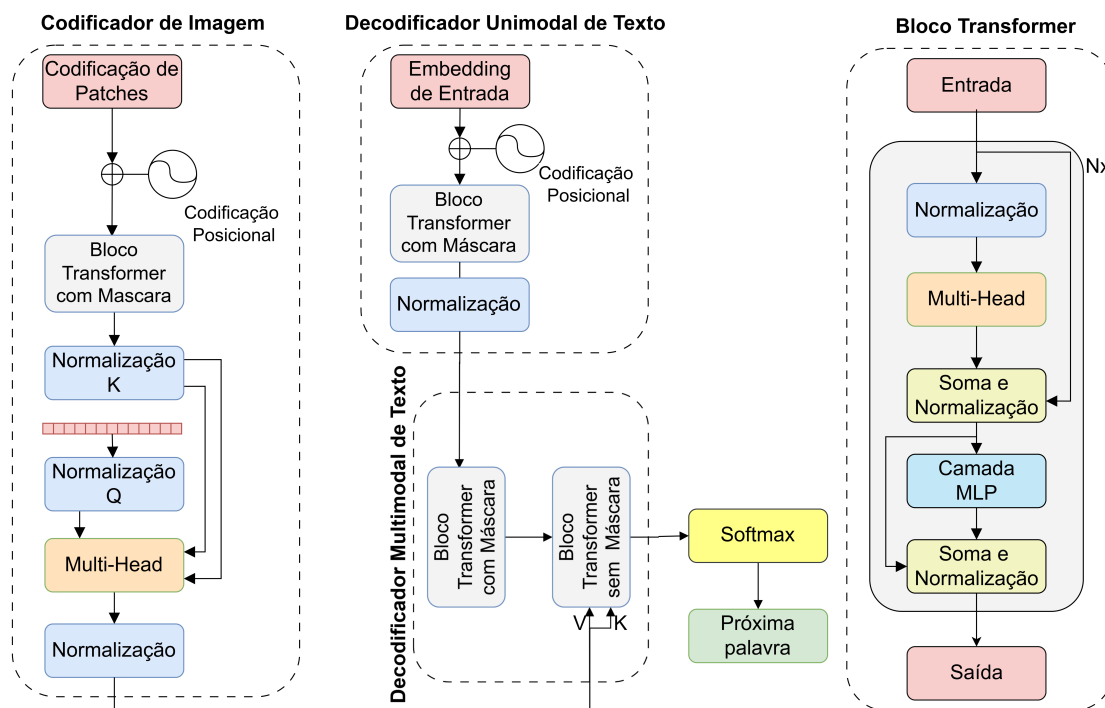 Codificador de Imagem
Codificação de
Patches
Codificação
Posicional
Bloco
Transformer
com Mascara
Normalização
K
Normalização
Q
Multi-Head
Normalização
Decodificador Unimodal de Texto
Embedding
de Entrada
Codificação
Posicional
Bloco
Transformer
com Máscara
Normalização
Decodificador Multimodal de Texto
Bloco
Transformer
com Máscara
Bloco
Transformer
sem Máscara
V
K
Softmax
Próxima
palavra
Bloco Transformer
Entrada
Nx
Normalização
Multi-Head
Soma e
Normalização
Camada
MLP
Soma e
Normalização
Saída